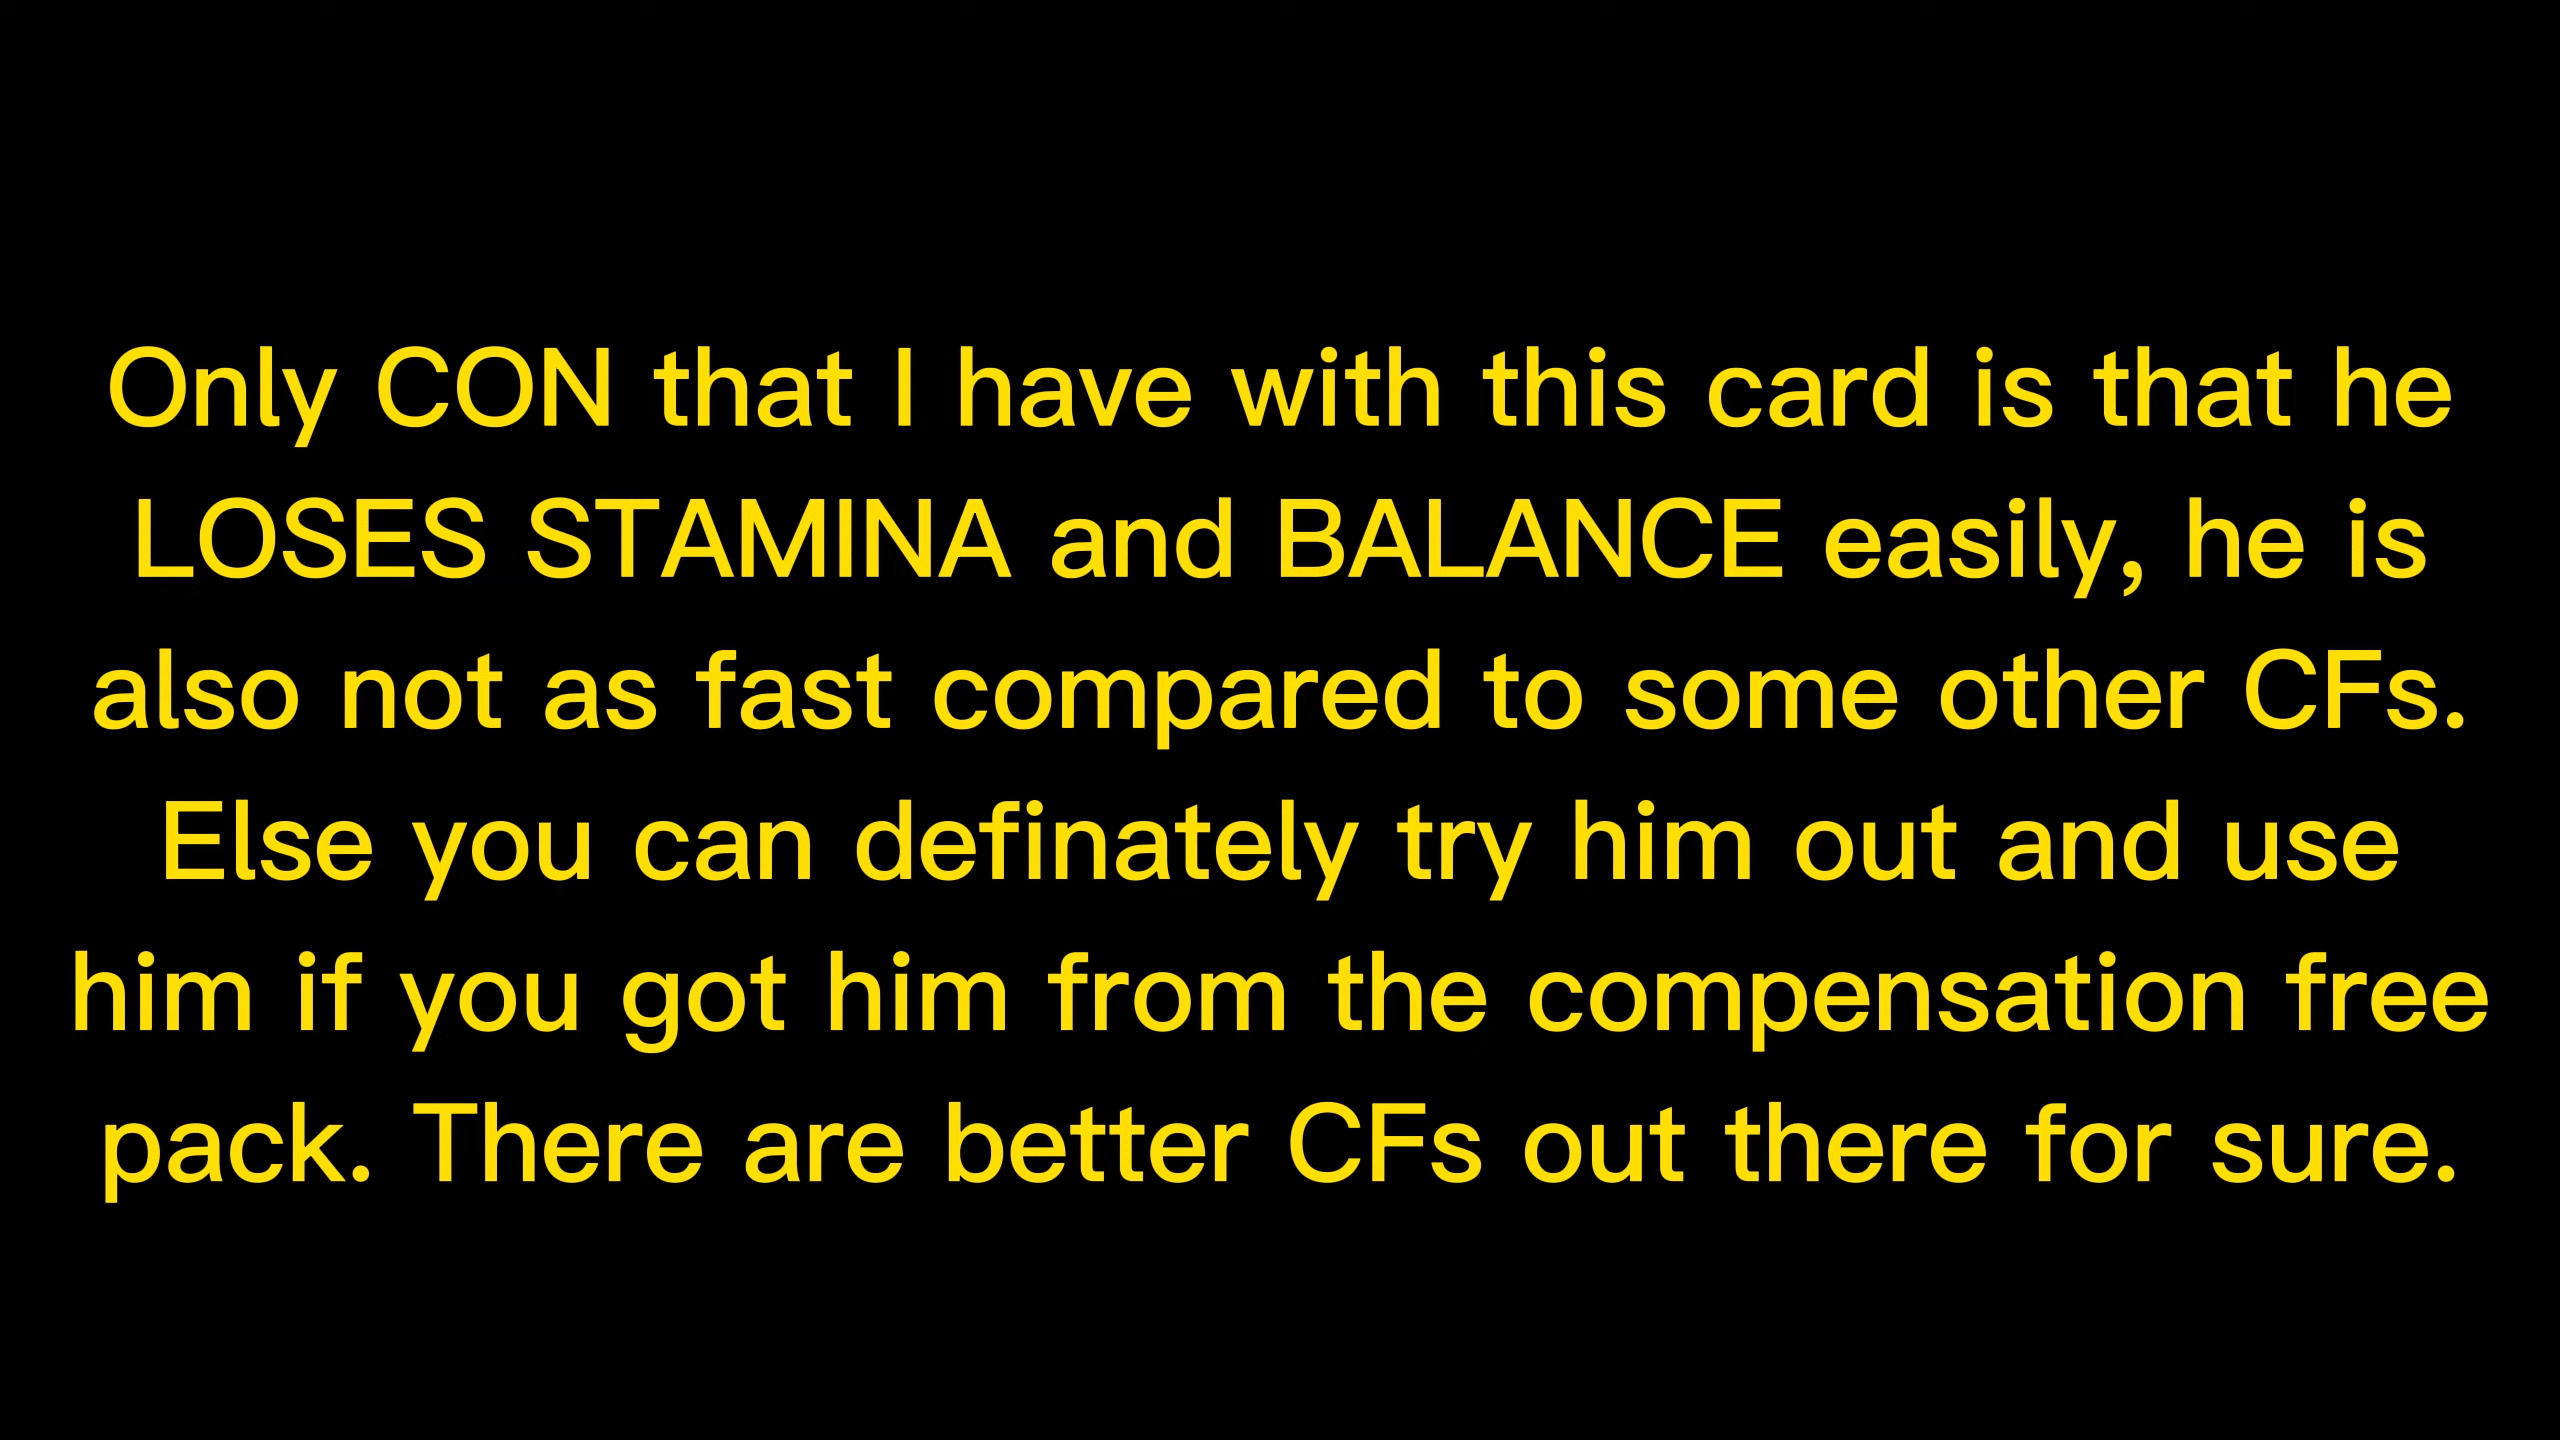 Only CON that I have with this card is that he
LOSES STAMINA and BALANCE easily, he is
also not as fast compared to some other CFs.
Else you can definately try him out and use
him if you got him from the compensation free
pack. There are better CFs out there for sure.